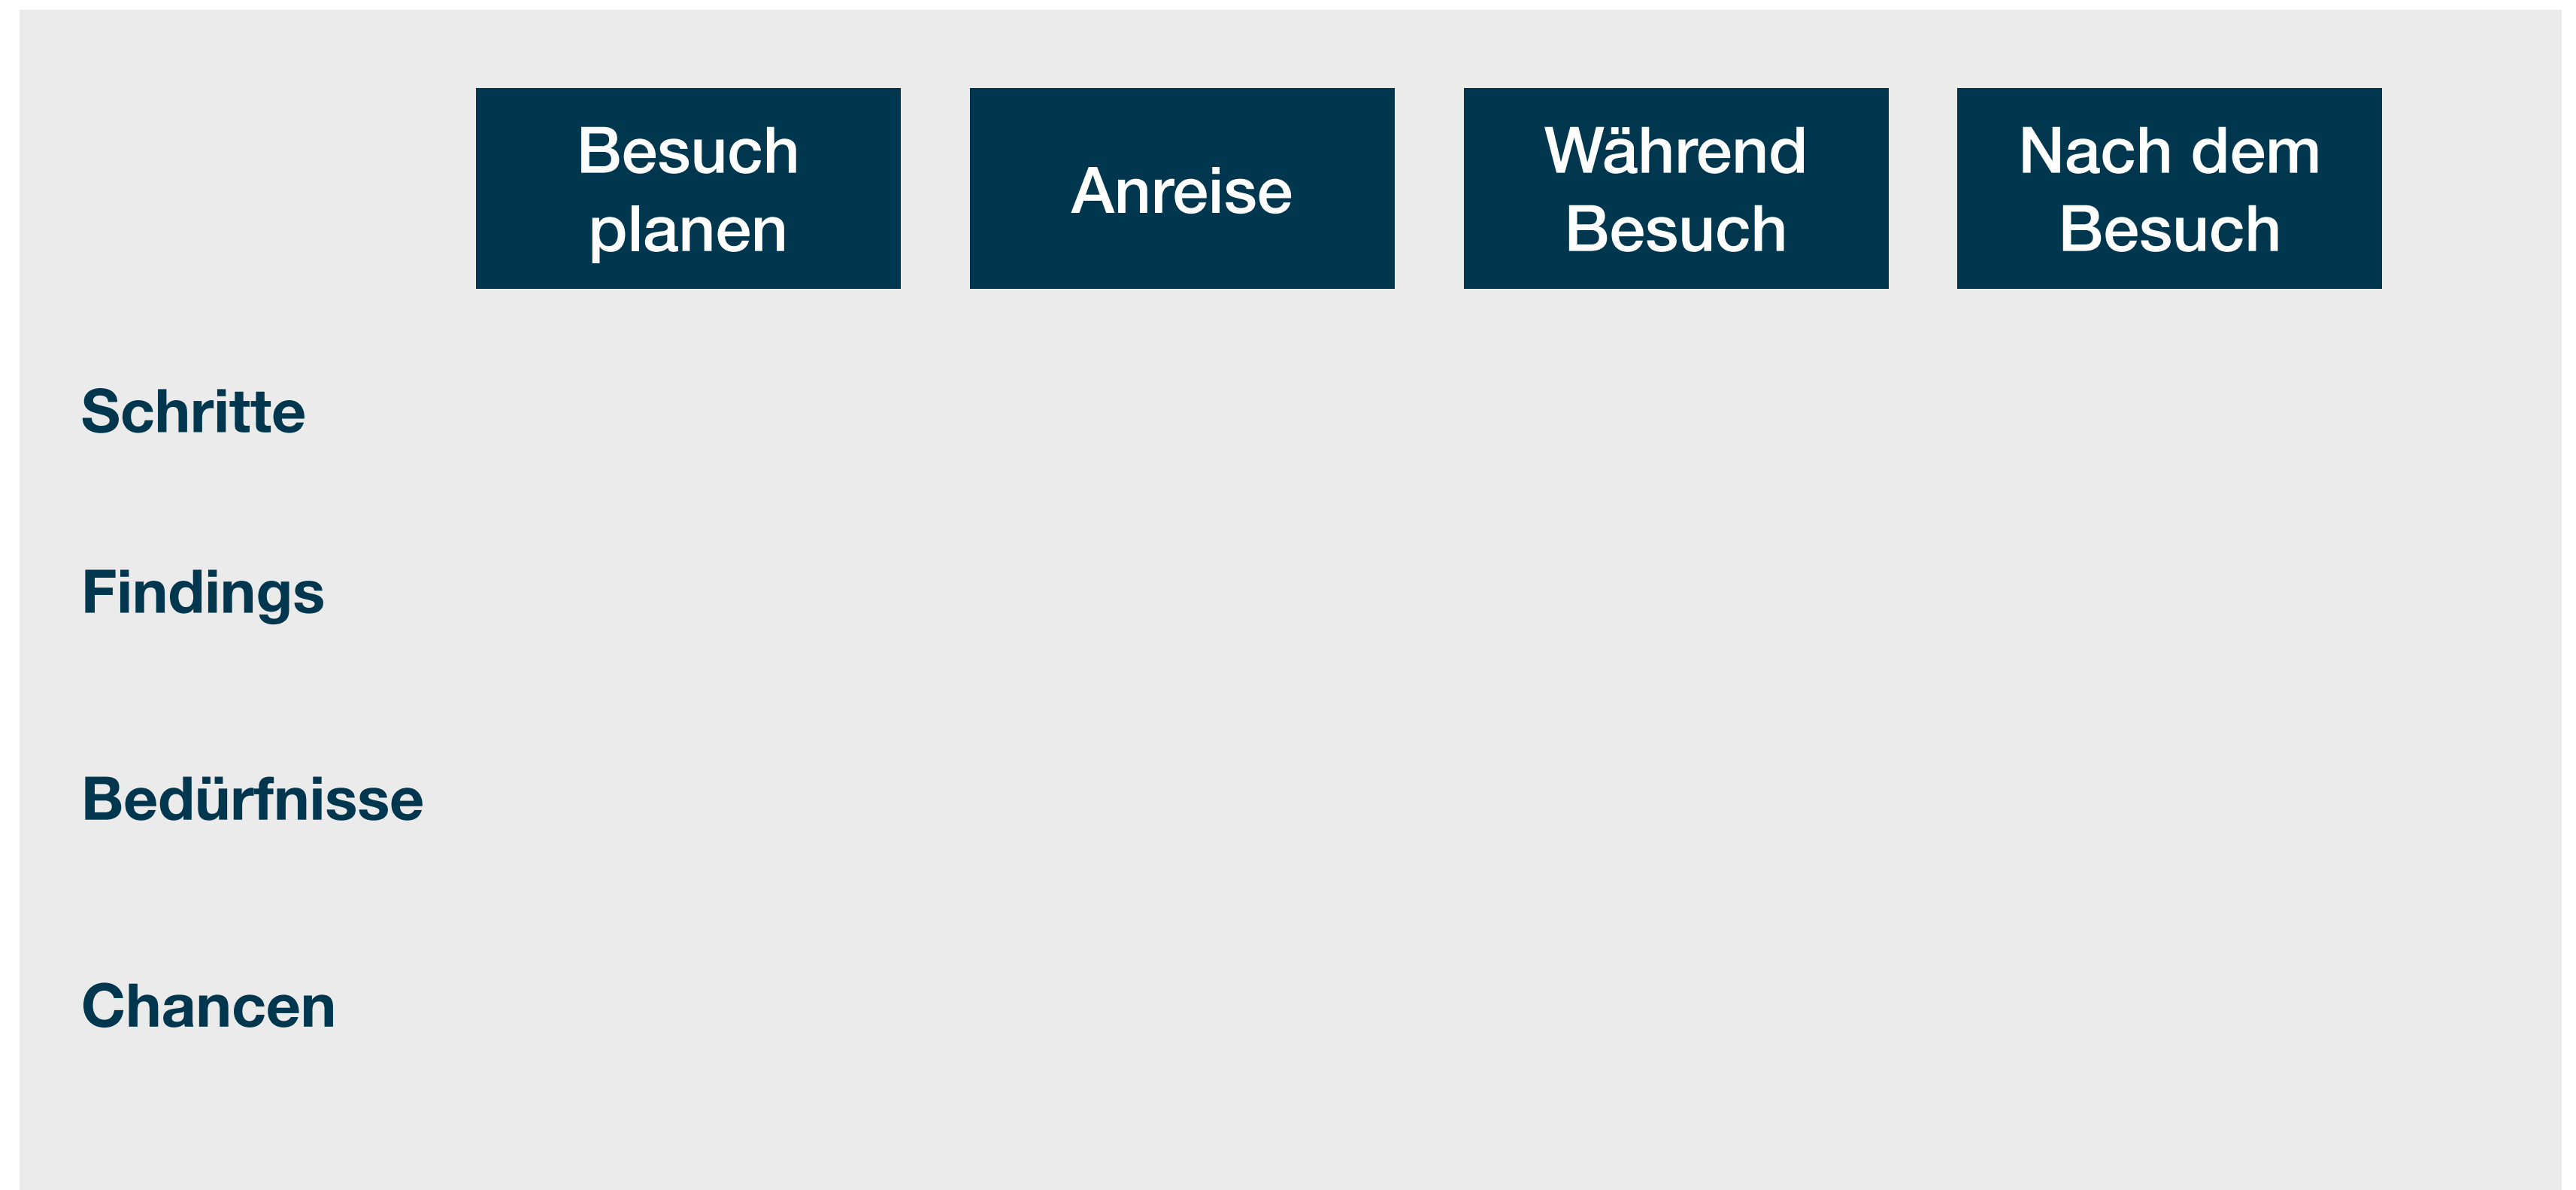 Besuch
planen
Anreise
Während
Besuch
Nach dem
Besuch
Schritte
Findings
Bedürfnisse
Chancen